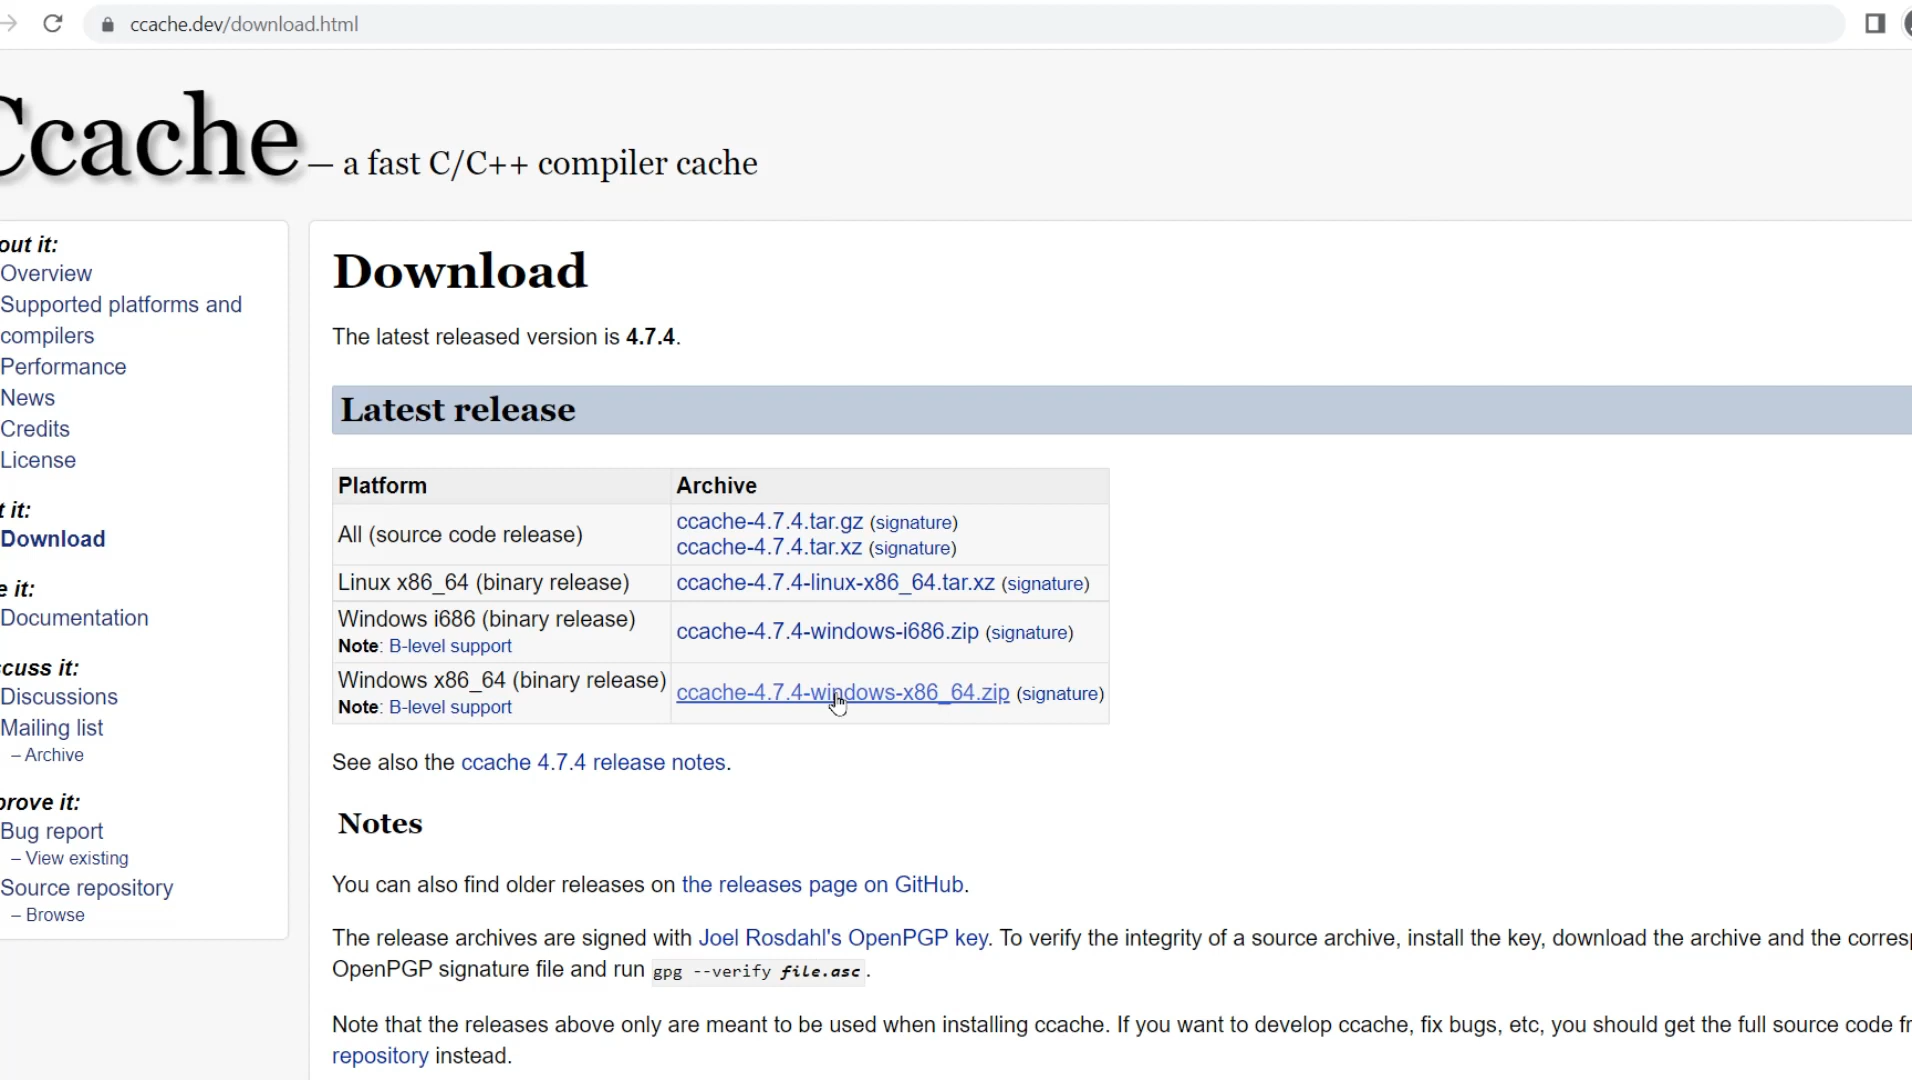 ccache.dev/download.html
Ccache — a fast C/C++ compiler cache
out it:
Overview
Supported platforms and
compilers
Performance
News
Credits
License
t it:
Download
e it:
Documentation
cuss it:
Discussions
Mailing list
– Archive
prove it:
Bug report
– View existing
Source repository
– Browse
Download
The latest released version is 4.7.4.
Latest release
Platform Archive
All (source code release) ccache-4.7.4.tar.gz (signature)
ccache-4.7.4.tar.xz (signature)
Linux x86_64 (binary release) ccache-4.7.4-linux-x86_64.tar.xz (signature)
Windows i686 (binary release)
Note: B-level support
ccache-4.7.4-windows-i686.zip (signature)
Windows x86_64 (binary release)
Note: B-level support
ccache-4.7.4-windows-x86_64.zip (signature)
See also the ccache 4.7.4 release notes.
Notes
You can also find older releases on the releases page on GitHub.
The release archives are signed with Joel Rosdahl's OpenPGP key. To verify the integrity of a source archive, install the key, download the archive and the corresp
OpenPGP signature file and run gpg --verify file.asc.
Note that the releases above only are meant to be used when installing ccache. If you want to develop ccache, fix bugs, etc, you should get the full source code fr
repository instead.